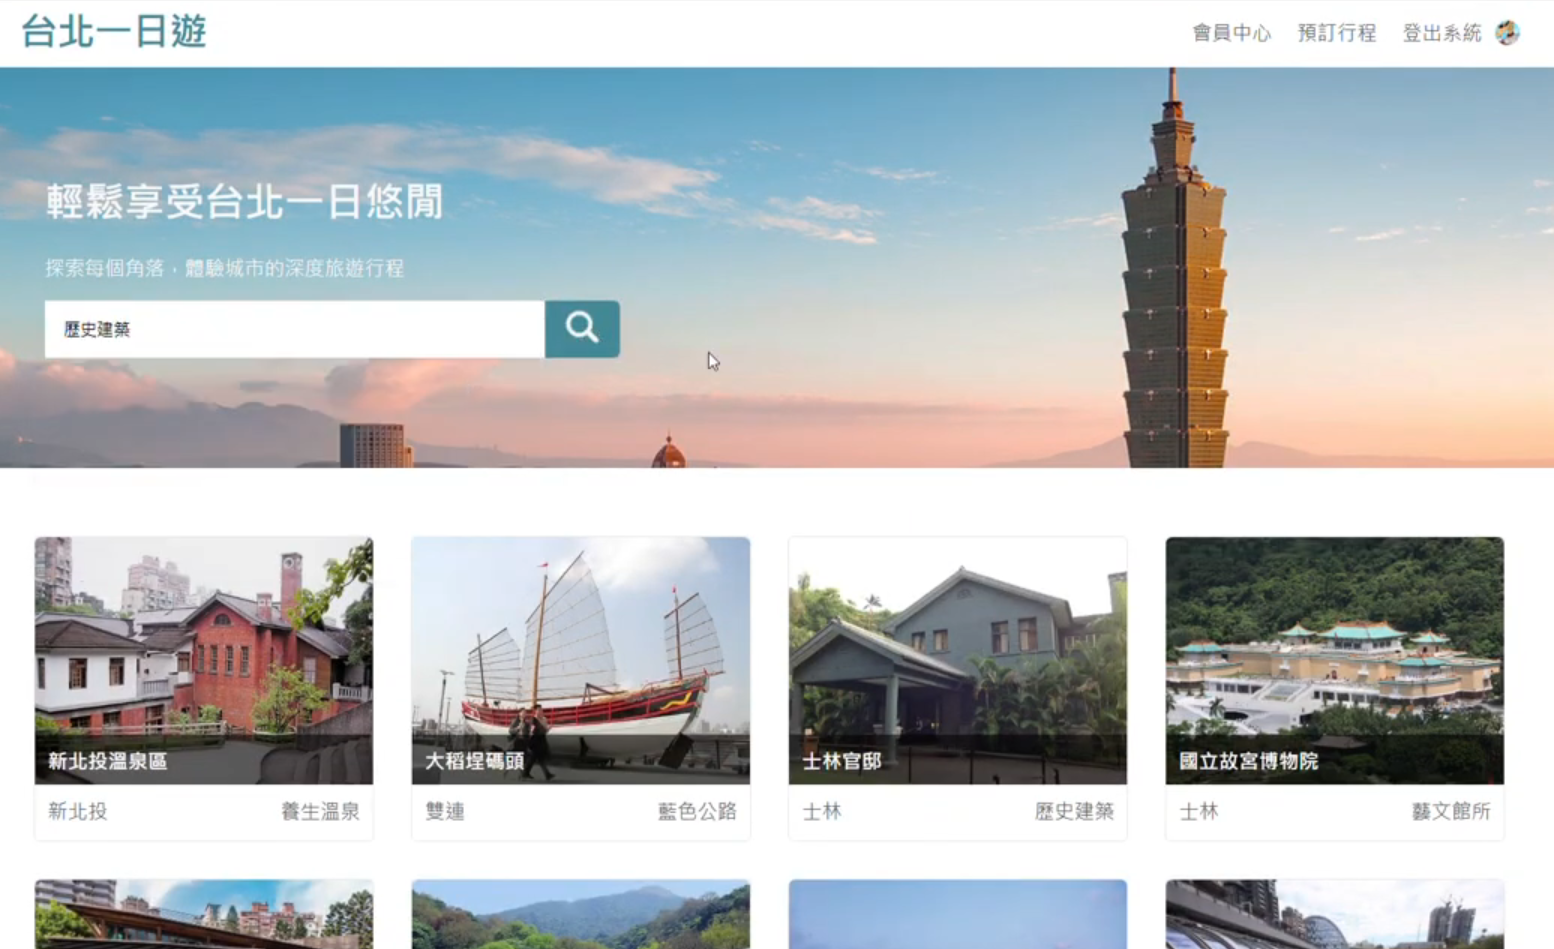 台北一日遊
會員中心 預訂行程 登出系統
輕鬆享受台北一日悠閒
探索每個角落，體驗城市的深度旅遊行程
歷史建築
新北投溫泉區
新北投 養生溫泉
大稻埕碼頭
雙連 藍色公路
士林官邸
士林 歷史建築
國立故宮博物院
士林 藝文館所